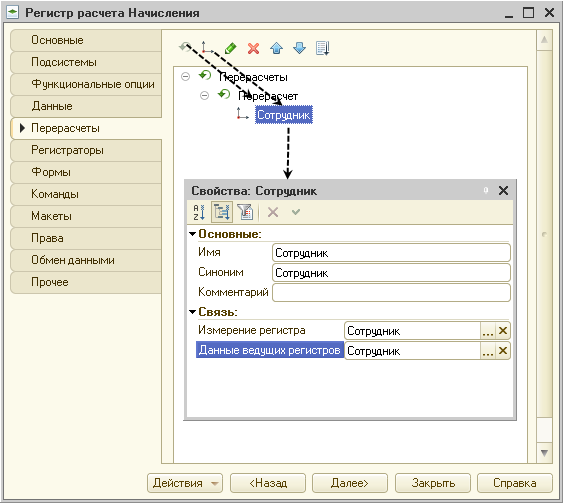 Регистр расчета Начисления
Основные
Подсистемы
Функциональные опции
Данные
Перерасчеты
Регистраторы
Формы
Команды
Макеты
Права
Обмен данными
Прочее
Перерасчеты
Перерасчет
Сотрудник
Свойства: Сотрудник
Основные:
Имя Сотрудник
Синоним Сотрудник
Комментарий
Связь:
Измерение регистра Сотрудник ...
Данные ведущих регистров Сотрудник ...
Действия <Назад Далее> Закрыть Справка